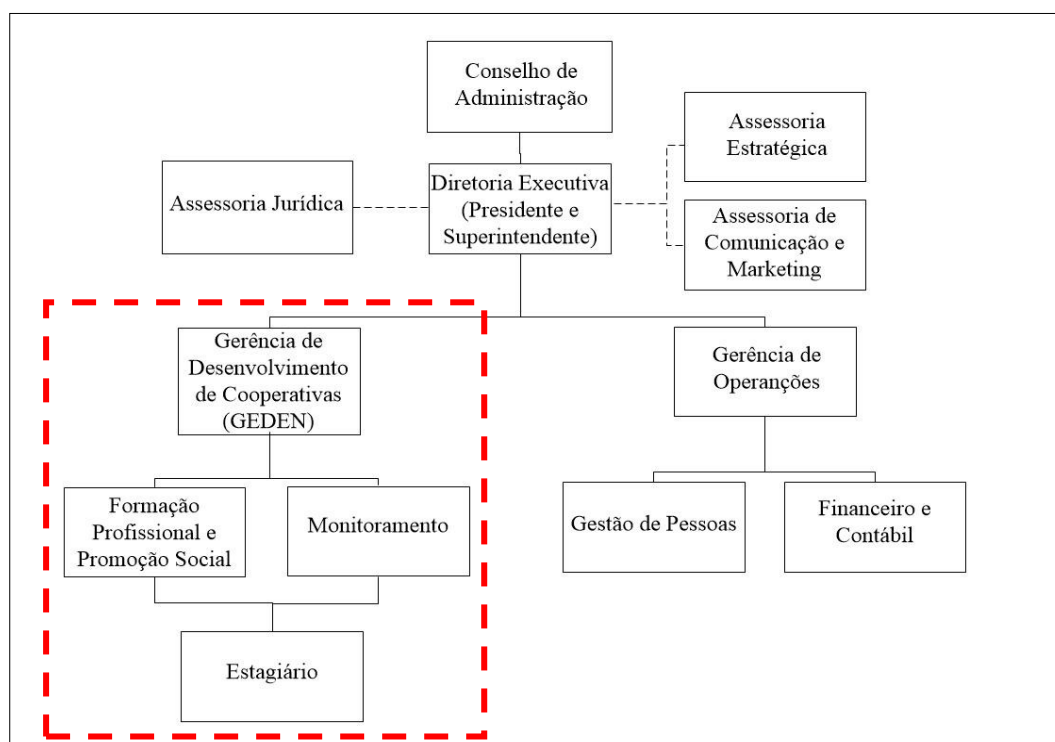 Conselho de
Administração
Assessoria
Estratégica
Assessoria Jurídica
Diretoria Executiva
(Presidente e
Superintendente)
Assessoria de
Comunicação e
Marketing
Gerência de
Desenvolvimento
de Cooperativas
(GEDEN)
Gerência de
Operanções
Formação
Profissional e
Promoção Social
Monitoramento
Gestão de Pessoas
Financeiro e
Contábil
Estagiário